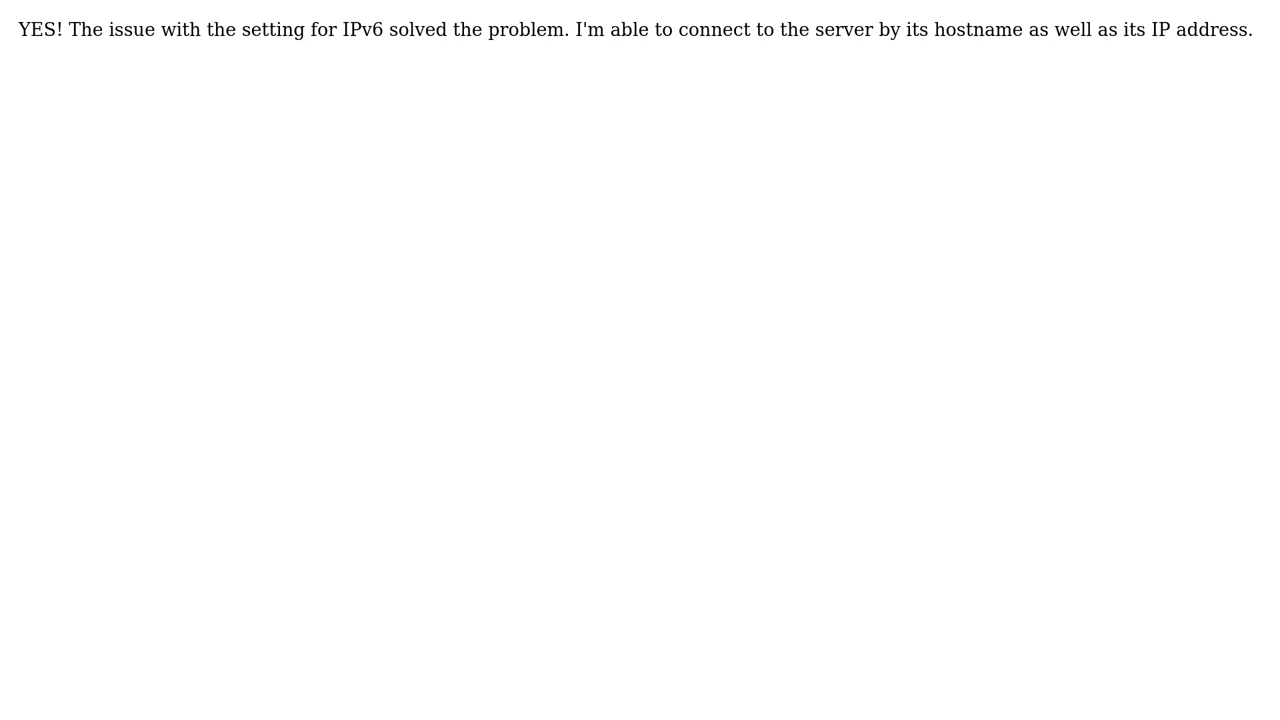 YES! The issue with the setting for IPv6 solved the problem. I'm able to connect to the server by its hostname as well as its IP address.